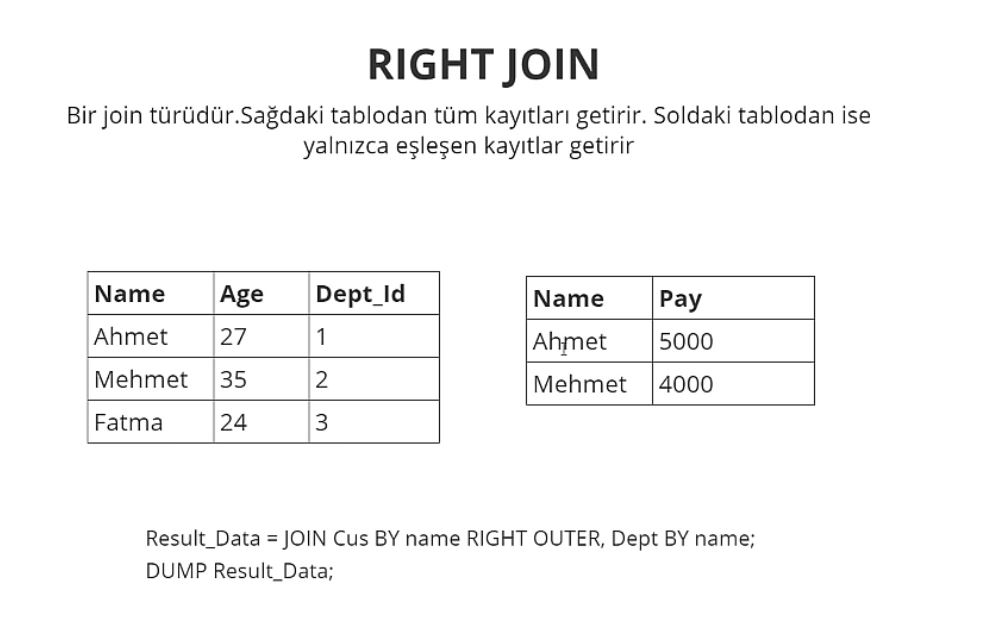 RIGHT JOIN
Bir join türüdür.Sağdaki tablodan tüm kayıtları getirir. Soldaki tablodan ise
yalnızca eşleşen kayıtlar getirir
Name Age Dept_Id
Ahmet 27 1
Mehmet 35 2
Fatma 24 3
Name Pay
Ahmet 5000
Mehmet 4000
Result_Data = JOIN Cus BY name RIGHT OUTER, Dept BY name;
DUMP Result_Data;